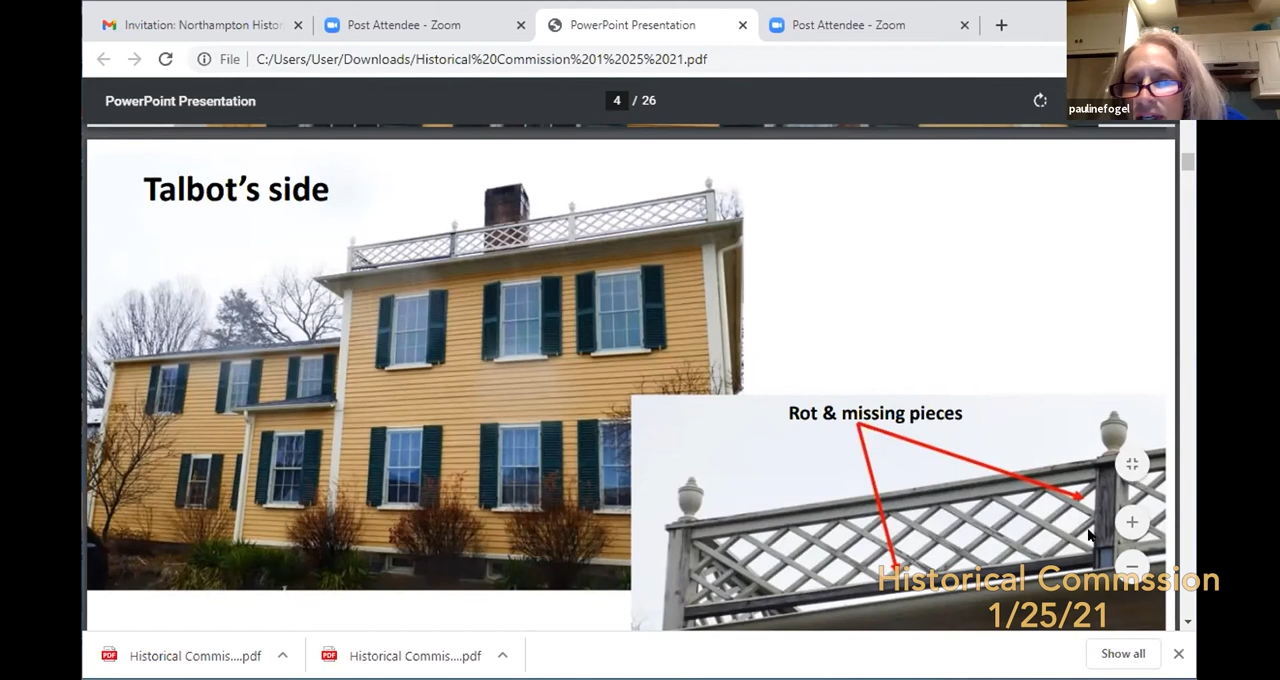 Invitation: Northampton Histor
Post Attendee - Zoom
PowerPoint Presentation
Post Attendee - Zoom
File
C:/Users/User/Downloads/Historical%20Commission%201%2025%2021.pdf
paulinefogel
PowerPoint Presentation
4 / 26
Talbot's side
Rot & missing pieces
Historical Commssion
1/25/21
PDF
Historical Commis....pdf
PDF
Historical Commis....pdf
Show all